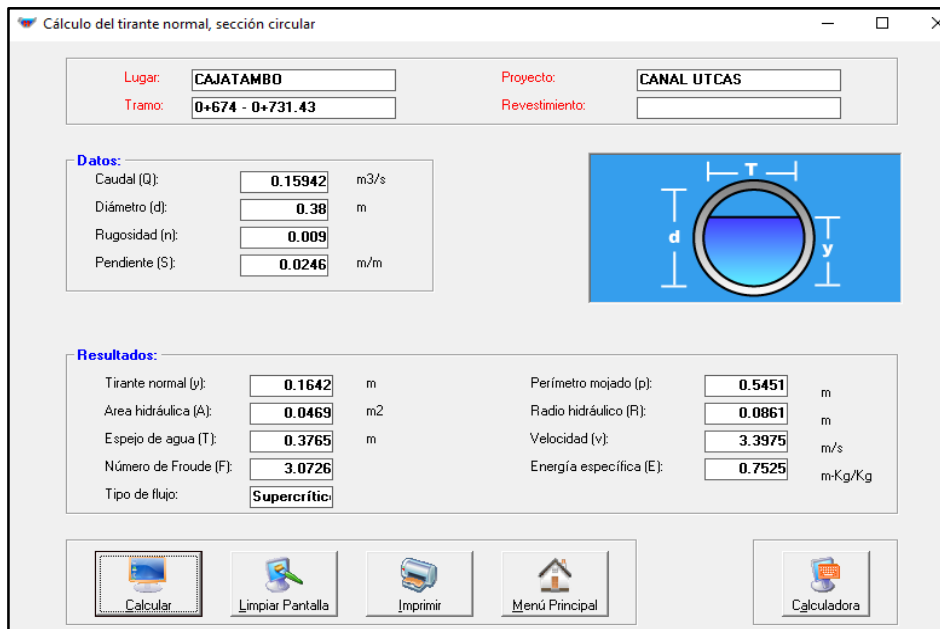 Cálculo del tirante normal, sección circular
Lugar: CAJATAMBO Proyecto: CANAL UTCAS
Tramo: 0+674 - 0+731.43 Revestimiento:
Datos:
Caudal (Q): 0.15942 m3/s
Diámetro (d): 0.38 m
Rugosidad (n): 0.009
Pendiente (S): 0.0246 m/m
T
d
y
Resultados:
Tirante normal (y): 0.1642 m Perímetro mojado (p): 0.5451 m
Area hidráulica (A): 0.0469 m2 Radio hidráulico (R): 0.0861 m
Espejo de agua (T): 0.3765 m Velocidad (v): 3.3975 m/s
Número de Froude (F): 3.0726 Energía específica (E): 0.7525 m-Kg/Kg
Tipo de flujo: Supercrític
Calcular Limpiar Pantalla Imprimir Menú Principal Calculadora